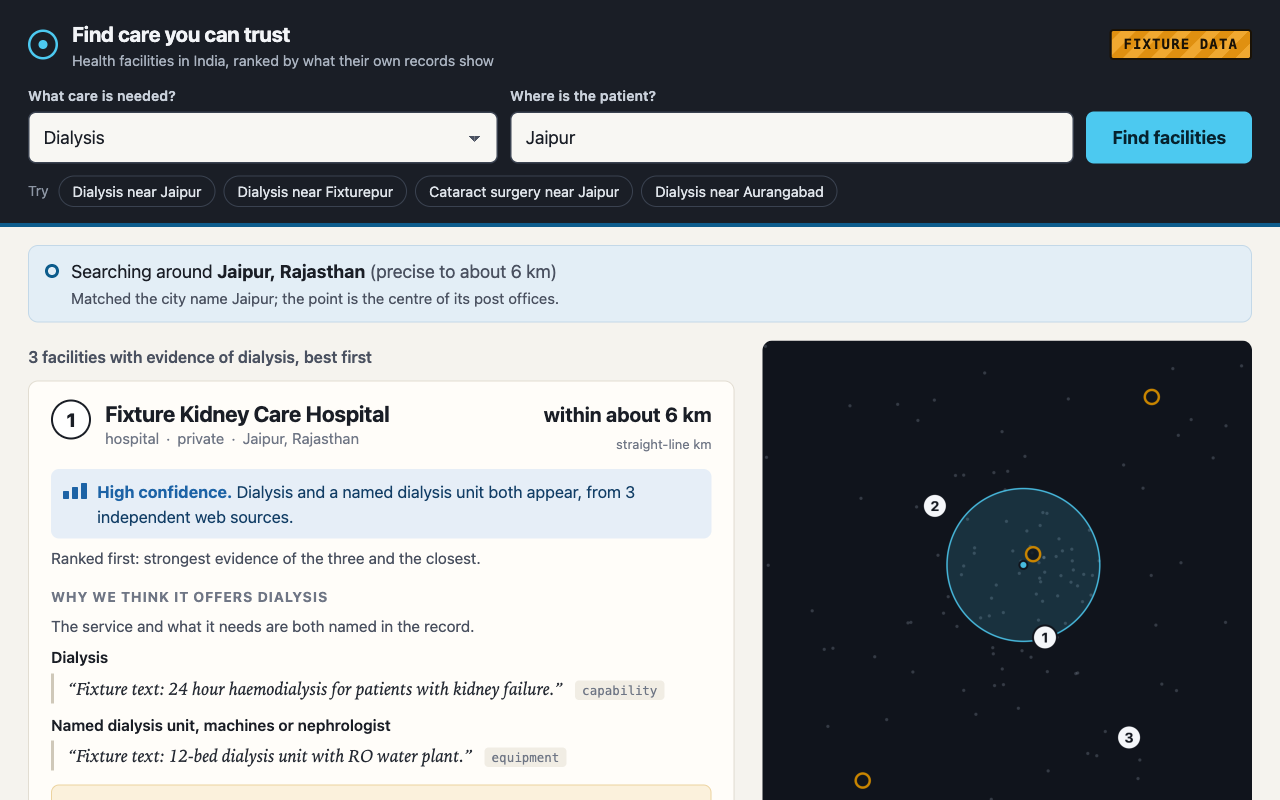 Find care you can trust
Health facilities in India, ranked by what their own records show
FIXTURE DATA
What care is needed?
Where is the patient?
Dialysis
Jaipur
Find facilities
Try
Dialysis near Jaipur
Dialysis near Fixturepur
Cataract surgery near Jaipur
Dialysis near Aurangabad
Searching around Jaipur, Rajasthan (precise to about 6 km)
Matched the city name Jaipur; the point is the centre of its post offices.
3 facilities with evidence of dialysis, best first
1
Fixture Kidney Care Hospital
within about 6 km
hospital · private · Jaipur, Rajasthan
straight-line km
High confidence. Dialysis and a named dialysis unit both appear, from 3
independent web sources.
Ranked first: strongest evidence of the three and the closest.
WHY WE THINK IT OFFERS DIALYSIS
The service and what it needs are both named in the record.
Dialysis
“Fixture text: 24 hour haemodialysis for patients with kidney failure.” capability
Named dialysis unit, machines or nephrologist
“Fixture text: 12-bed dialysis unit with RO water plant.” equipment
2
1
3